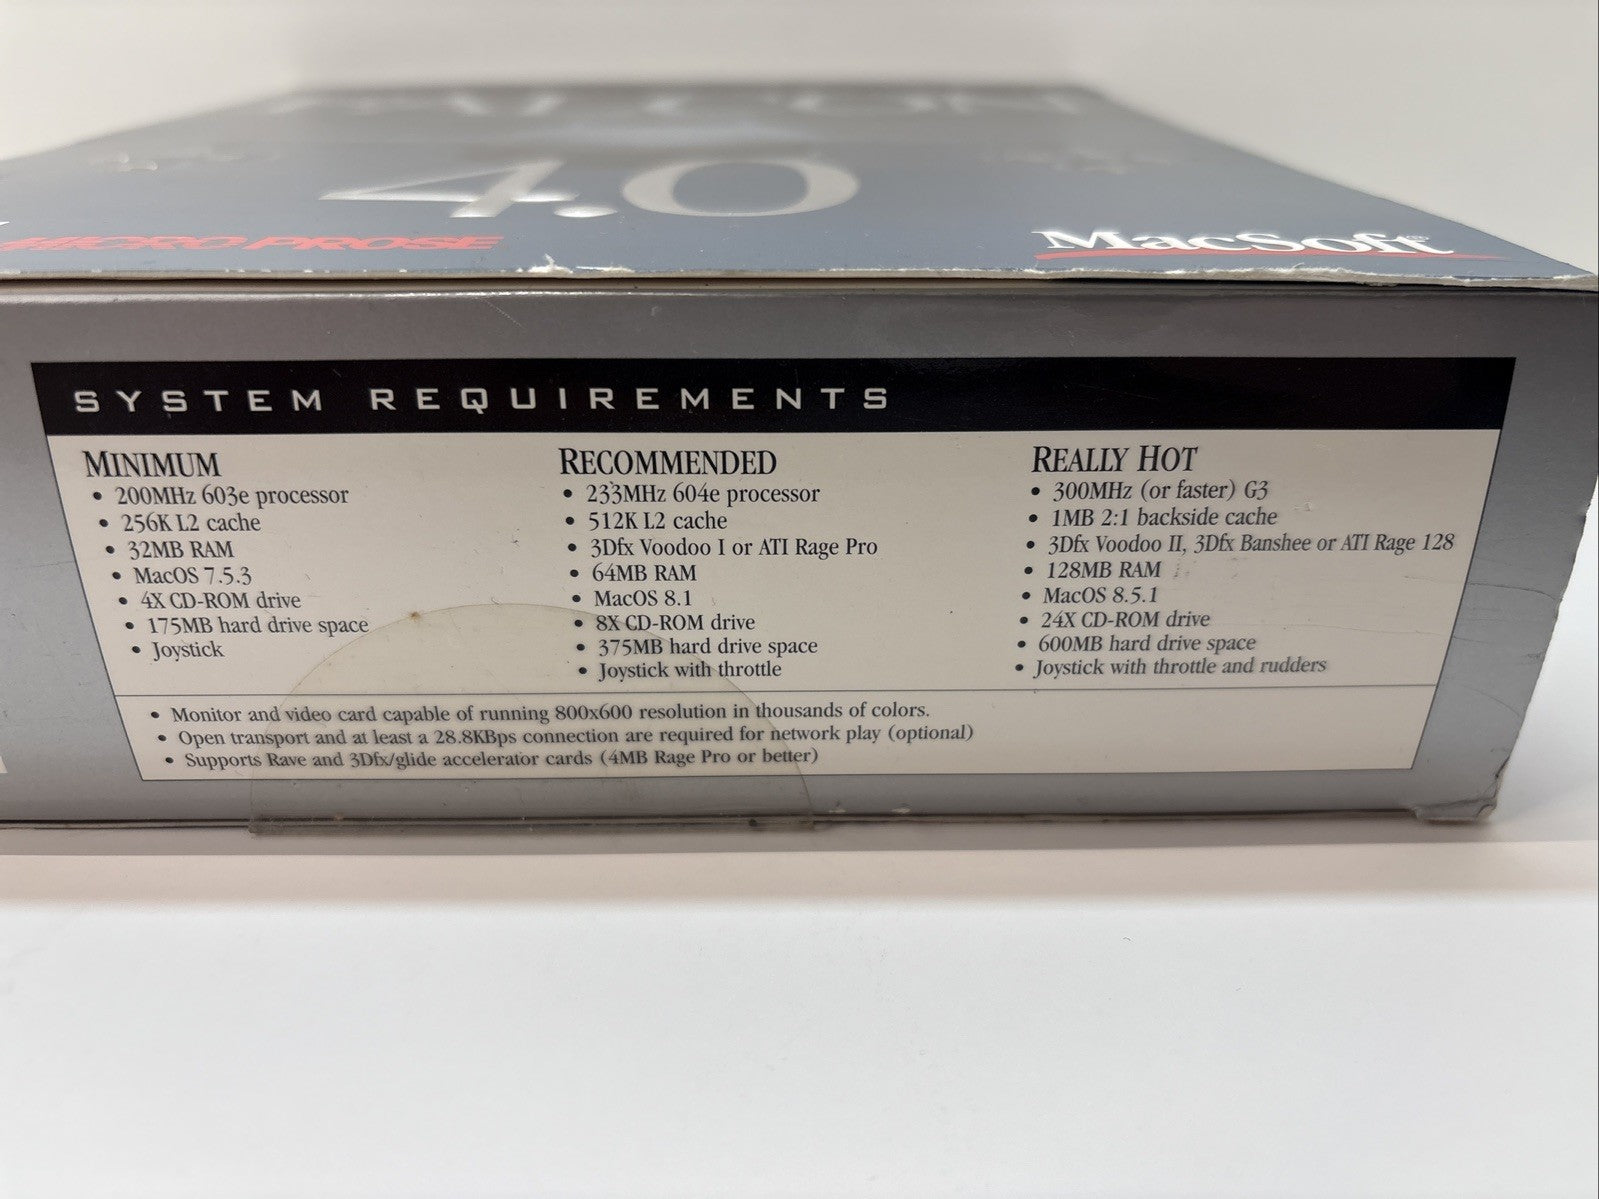 FALCON
4.0
MICRO PROSE
MacSoft®
SYSTEM REQUIREMENTS
MINIMUM
• 200MHz 603e processor
• 256K L2 cache
• 32MB RAM
• MacOS 7.5.3
• 4X CD-ROM drive
• 175MB hard drive space
• Joystick
RECOMMENDED
• 233MHz 604e processor
• 512K L2 cache
• 3Dfx Voodoo I or ATI Rage Pro
• 64MB RAM
• MacOS 8.1
• 8X CD-ROM drive
• 375MB hard drive space
• Joystick with throttle
REALLY HOT
• 300MHz (or faster) G3
• 1MB 2:1 backside cache
• 3Dfx Voodoo II, 3Dfx Banshee or ATI Rage 128
• 128MB RAM
• MacOS 8.5.1
• 24X CD-ROM drive
• 600MB hard drive space
• Joystick with throttle and rudders
• Monitor and video card capable of running 800x600 resolution in thousands of colors.
• Open transport and at least a 28.8KBps connection are required for network play (optional)
• Supports Rave and 3Dfx/glide accelerator cards (4MB Rage Pro or better)